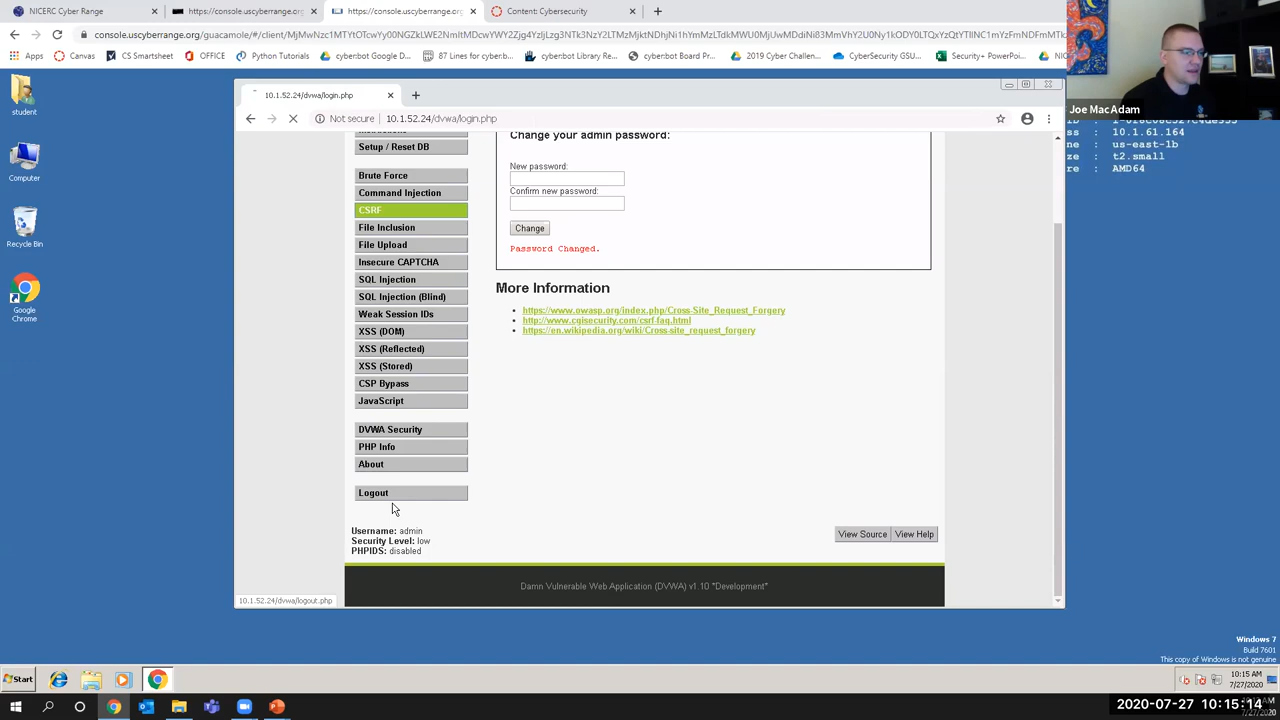 NICERC Cyber Range
https://console.uscyberrange.org
https://console.uscyberrange.org
Content: Cybersecurity
console.uscyberrange.org/guacamole/#/client/
Apps
Canvas
CS Smartsheet
OFFICE
Python Tutorials
cyber.bot Google D...
87 Lines for cyber.b...
cyber.bot Library Re...
cyber.bot Board Pr...
2019 Cyber Challen...
CyberSecurity GSU...
Security+ PowerPoi...
Joe MacAdam
student
Computer
Recycle Bin
Google
Chrome
10.1.61.164
us-east-1b
t2.small
AMD64
10.1.52.24/dvwa/login.php
Not secure
10.1.52.24/dvwa/login.php
Setup / Reset DB
Brute Force
Command Injection
CSRF
File Inclusion
File Upload
Insecure CAPTCHA
SQL Injection
SQL Injection (Blind)
Weak Session IDs
XSS (DOM)
XSS (Reflected)
XSS (Stored)
CSP Bypass
JavaScript
DVWA Security
PHP Info
About
Logout
Username: admin
Security Level: low
PHPIDS: disabled
Change your admin password:
New password:
Confirm new password:
Change
Password Changed.
More Information
https://www.owasp.org/index.php/Cross-Site_Request_Forgery
http://www.cgisecurity.com/csrf-faq.html
https://en.wikipedia.org/wiki/Cross-site_request_forgery
View Source
View Help
Damn Vulnerable Web Application (DVWA) v1.10 *Development*
10.1.52.24/dvwa/logout.php
Windows 7
Build 7601
This copy of Windows is not genuine
Start
10:15 AM
7/27/2020
2020-07-27 10:15:14
7/27/2020